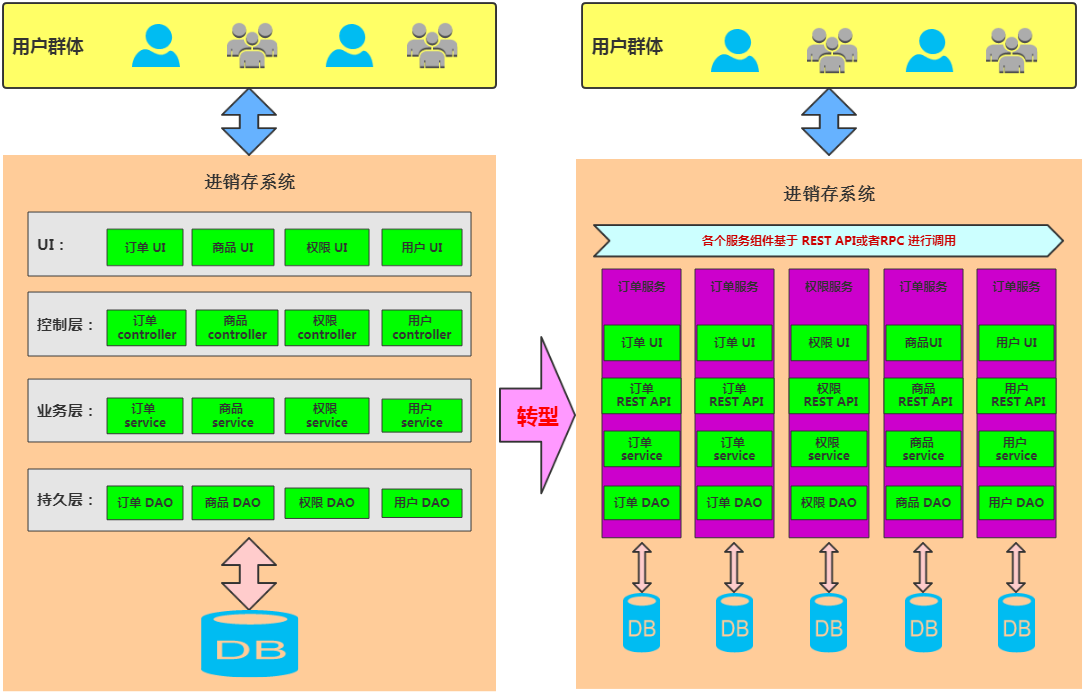 用户群体
进销存系统
UI：
订单 UI
商品 UI
权限 UI
用户 UI
控制层：
订单
controller
商品
controller
权限
controller
用户
controller
业务层：
订单
service
商品
service
权限
service
用户
service
持久层：
订单 DAO
商品 DAO
权限 DAO
用户 DAO
DB
转型
用户群体
进销存系统
各个服务组件基于 REST API或者RPC 进行调用
订单服务
订单服务
权限服务
订单服务
订单服务
订单 UI
订单 UI
权限 UI
商品UI
用户 UI
订单
REST API
订单
REST API
权限
REST API
商品
REST API
用户
REST API
订单
service
订单
service
权限
service
商品
service
用户
service
订单 DAO
订单 DAO
权限 DAO
商品 DAO
用户 DAO
DB
DB
DB
DB
DB